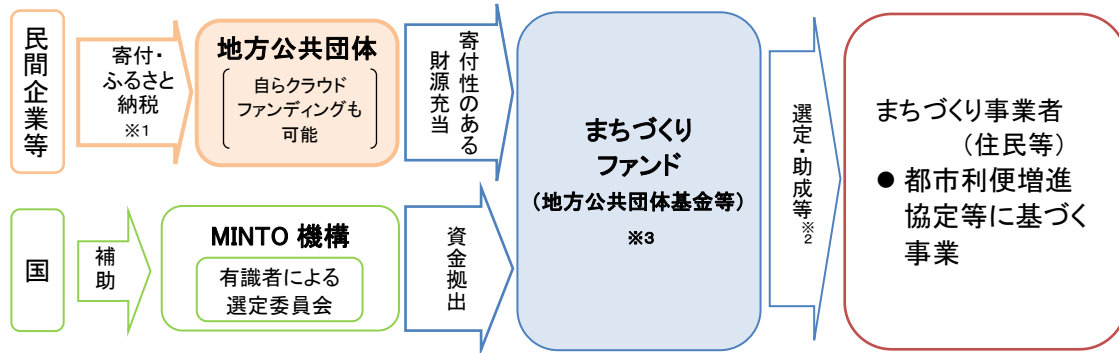 民間企業等
寄付・
ふるさと
納税
※1
地方公共団体
自らクラウド
ファンディングも
可能
寄付性のある
財源充当
国
補助
MINTO 機構
有識者による
選定委員会
資金拠出
まちづくり
ファンド
(地方公共団体基金等)
※3
選定・助成等※2
まちづくり事業者
(住民等)
● 都市利便増進
協定等に基づく
事業